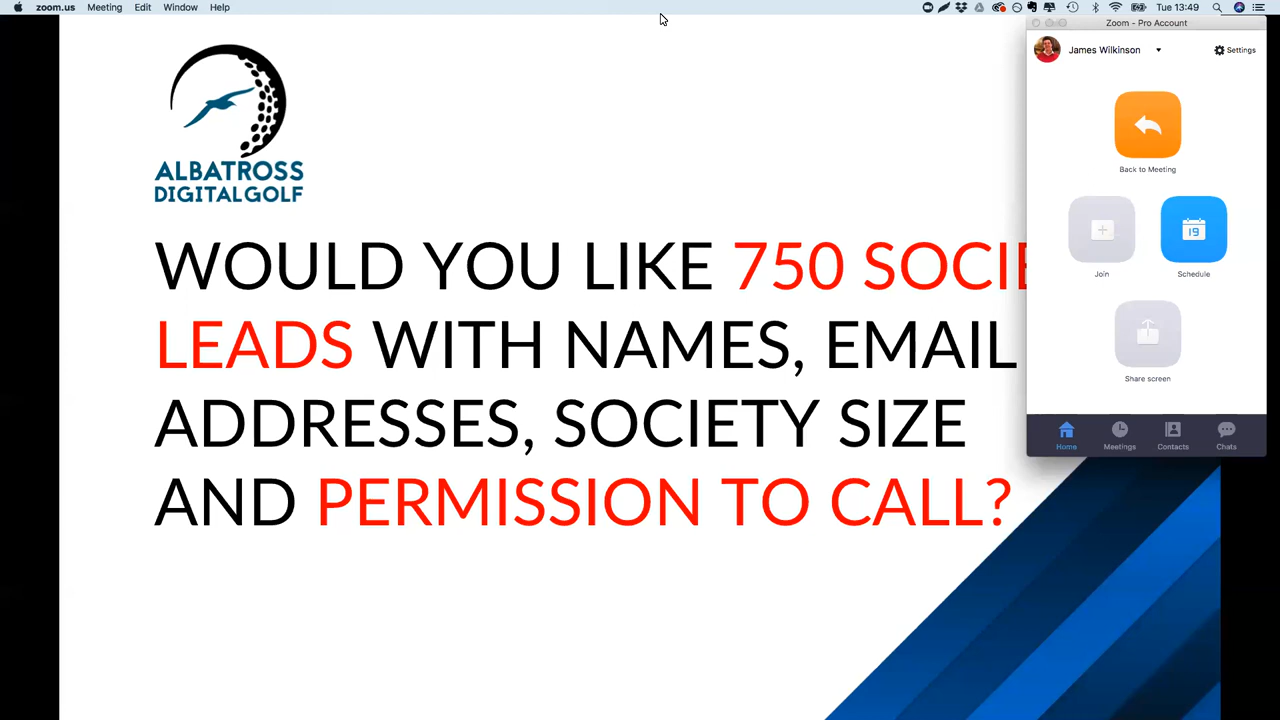 zoom.us Meeting Edit Window Help
Tue 13:49
Zoom - Pro Account
James Wilkinson
Settings
Back to Meeting
19
Join
Schedule
Share screen
Home
Meetings
Contacts
Chats
ALBATROSS
DIGITALGOLF
WOULD YOU LIKE 750 SOCIE
LEADS WITH NAMES, EMAIL
ADDRESSES, SOCIETY SIZE
AND PERMISSION TO CALL?